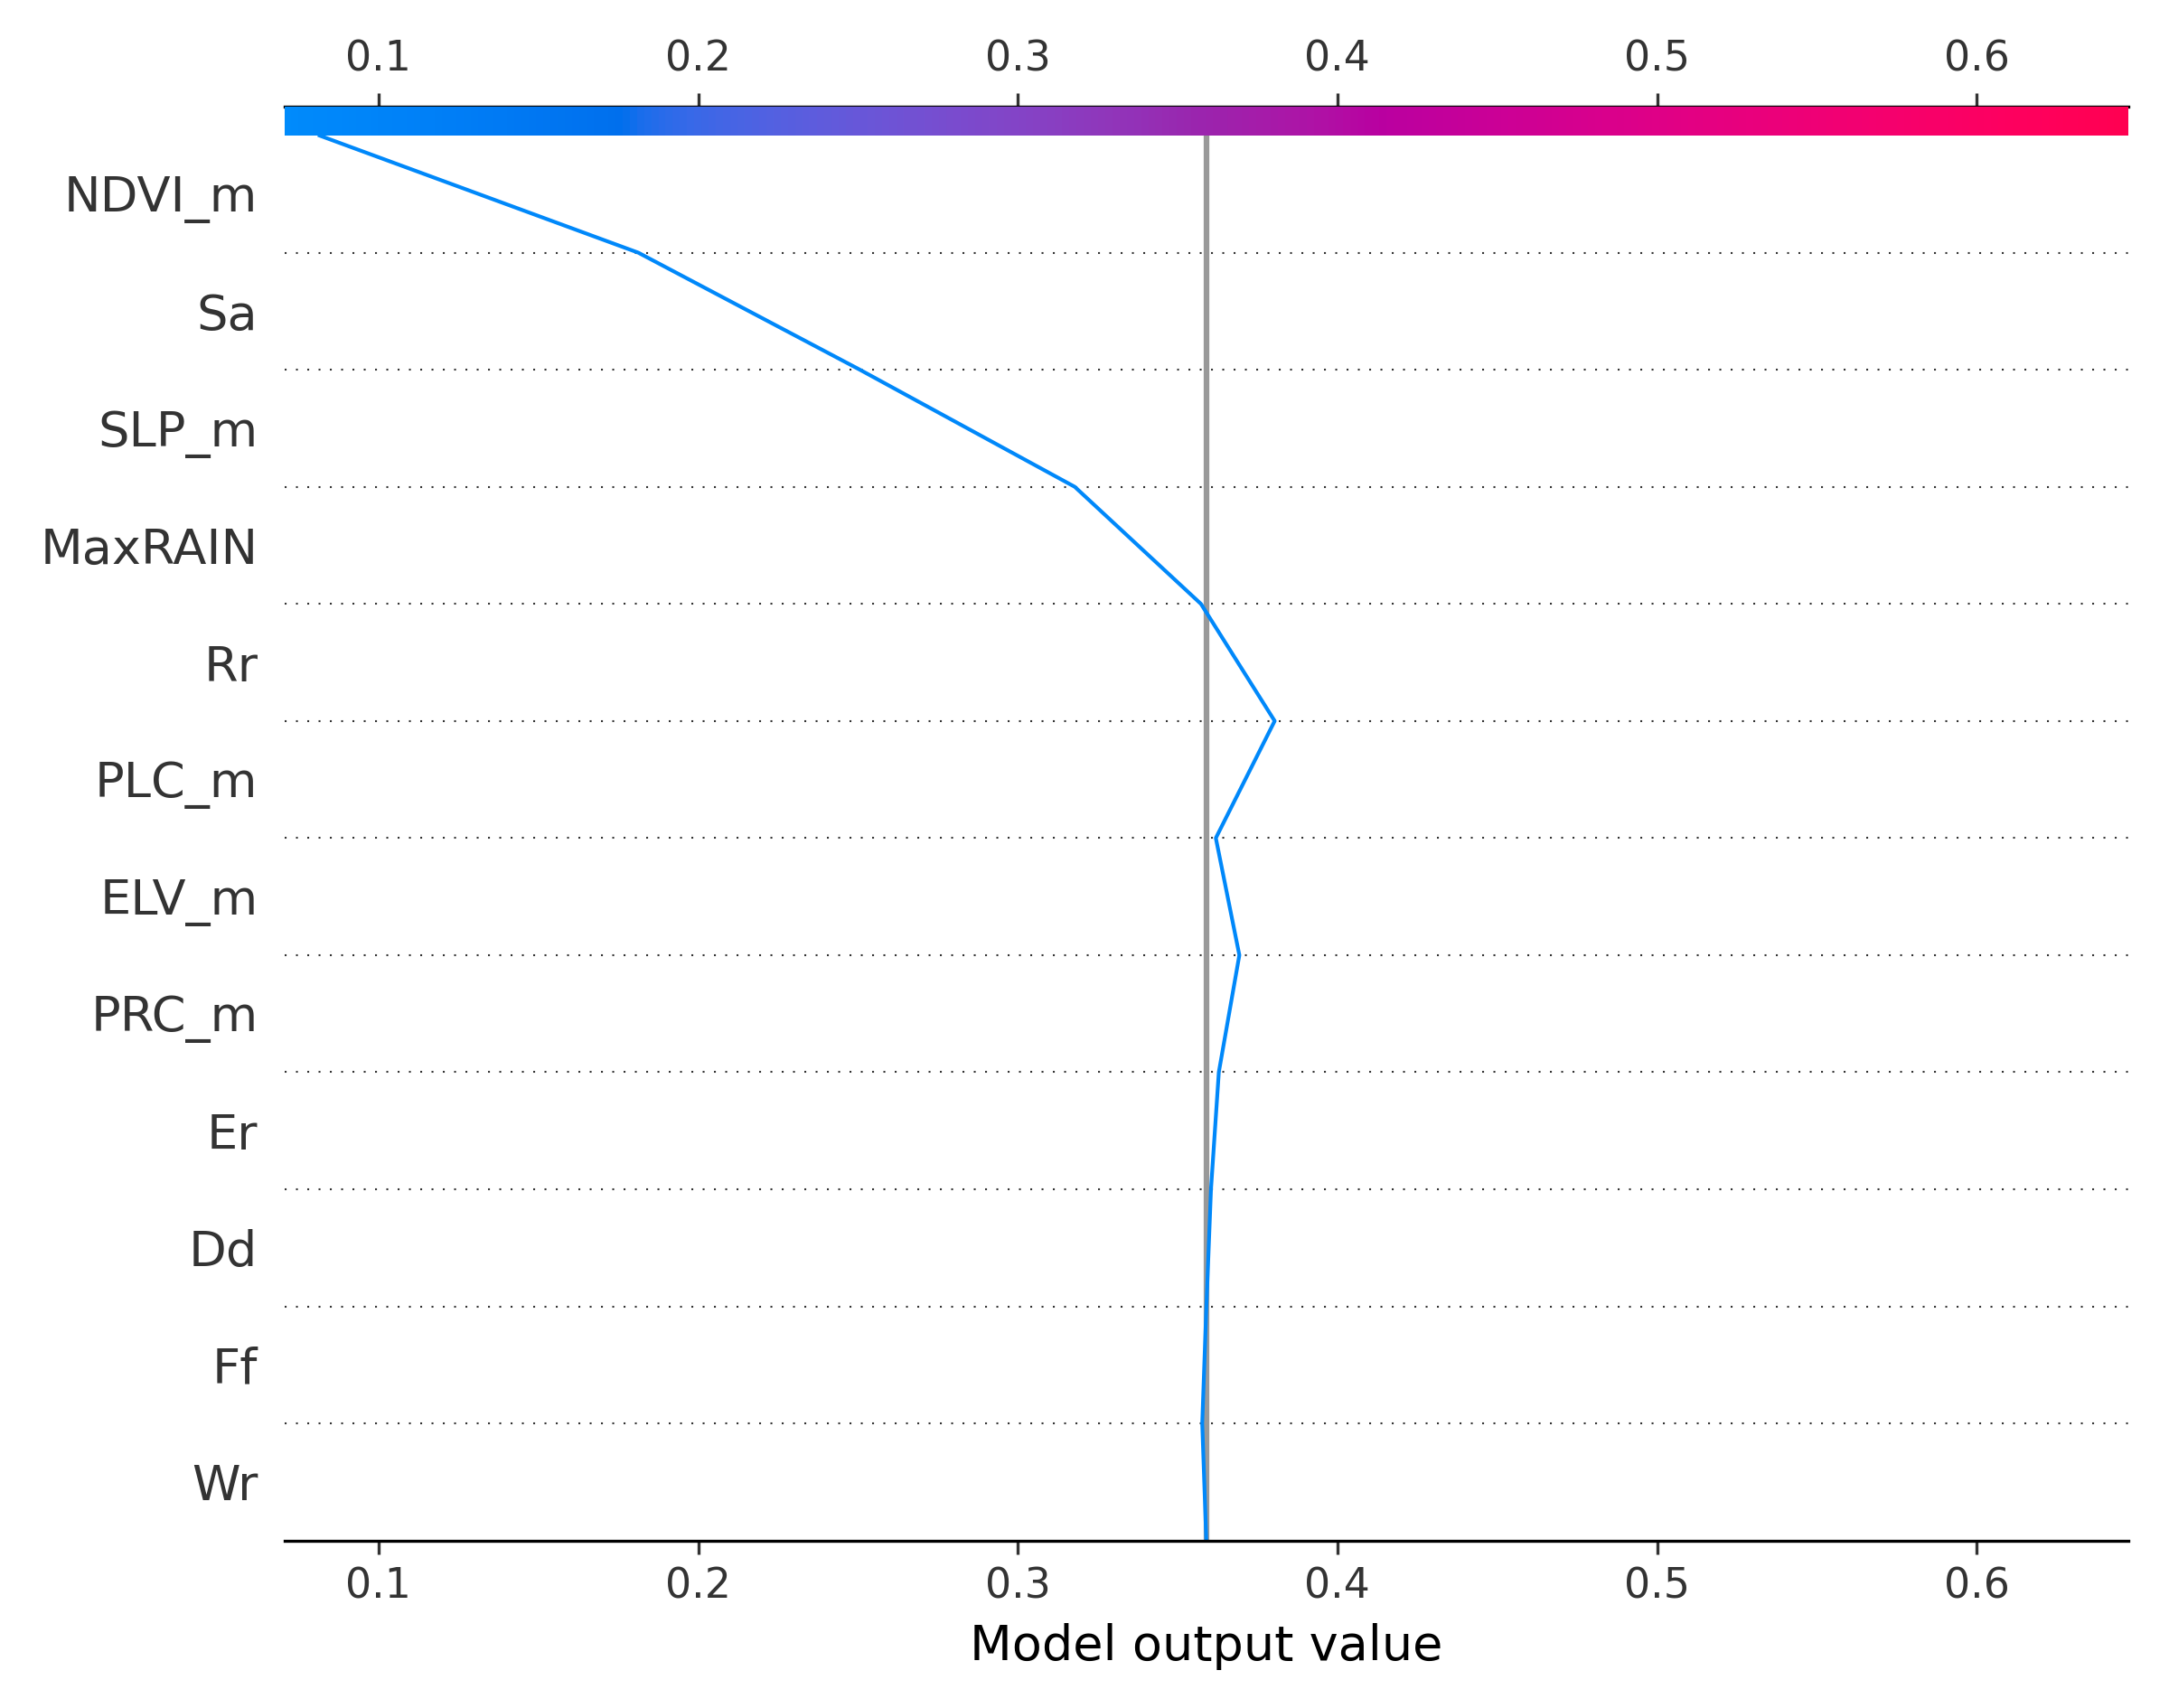 0.1 0.2 0.3 0.4 0.5 0.6
NDVI_m
Sa
SLP_m
MaxRAIN
Rr
PLC_m
ELV_m
PRC_m
Er
Dd
Ff
Wr
0.1 0.2 0.3 0.4 0.5 0.6
Model output value